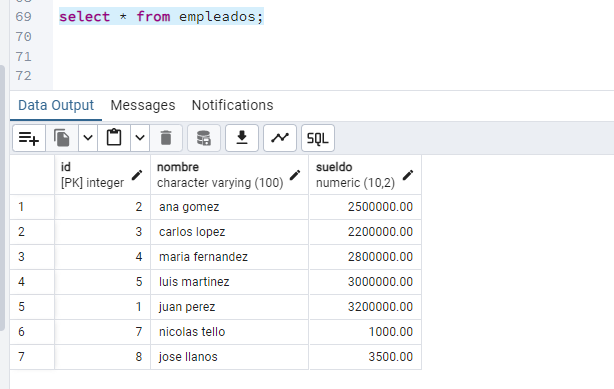 69 select * from empleados;
70
71
72
Data Output Messages Notifications
SQL
id nombre sueldo
[PK] integer character varying (100) numeric (10,2)
1 2 ana gomez 2500000.00
2 3 carlos lopez 2200000.00
3 4 maria fernandez 2800000.00
4 5 luis martinez 3000000.00
5 1 juan perez 3200000.00
6 7 nicolas tello 1000.00
7 8 jose llanos 3500.00